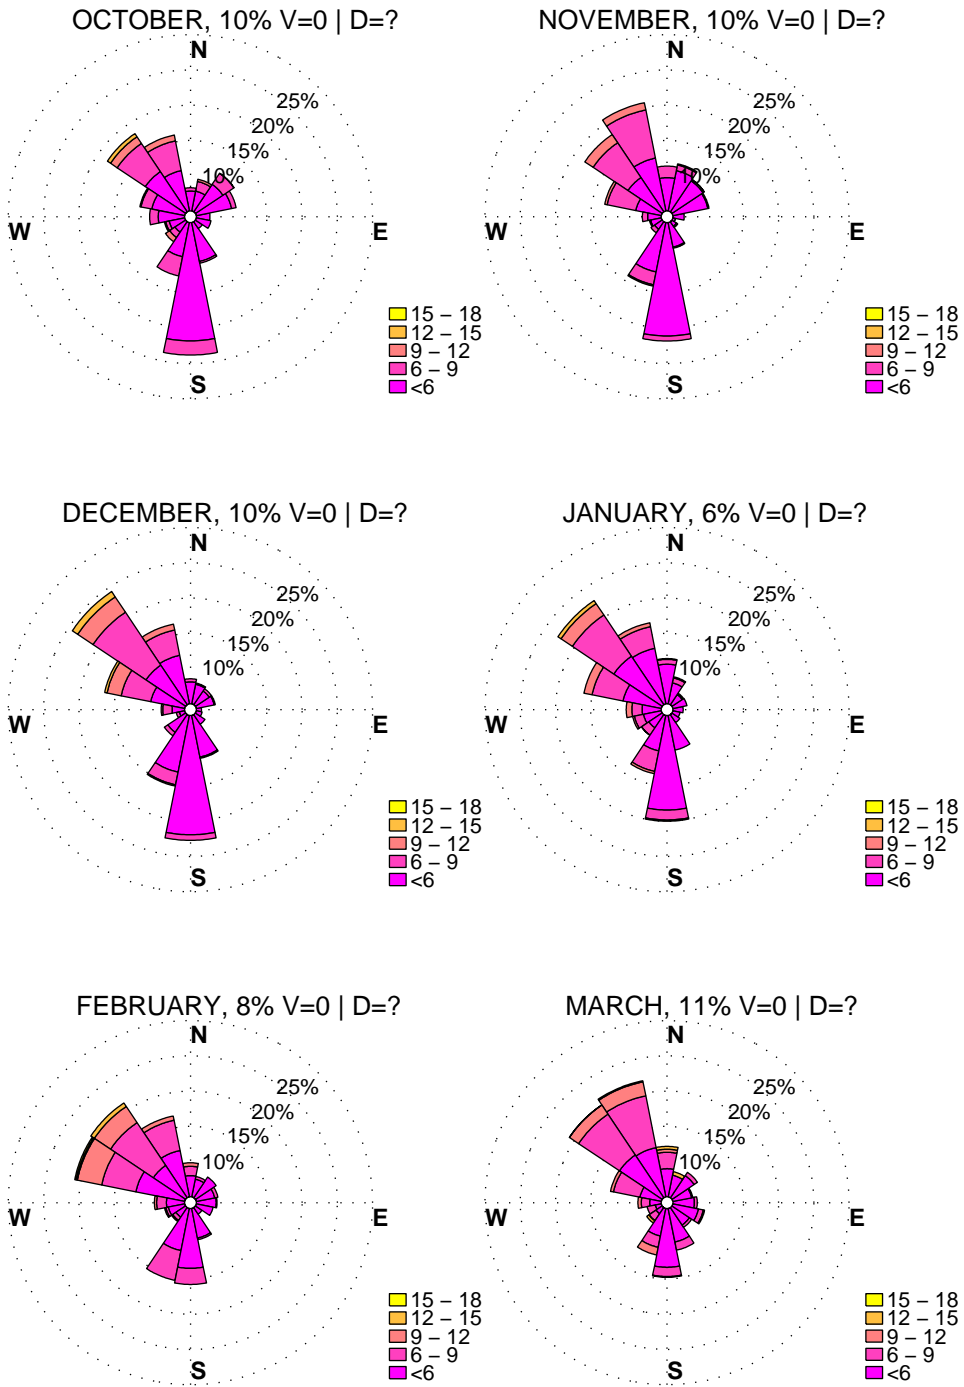 OCTOBER, 10% V=0 | D=?
N
25%
20%
15%
10%
W
E
S
15 – 18
12 – 15
9 – 12
6 – 9
<6
NOVEMBER, 10% V=0 | D=?
N
25%
20%
15%
10%
W
E
S
15 – 18
12 – 15
9 – 12
6 – 9
<6
DECEMBER, 10% V=0 | D=?
N
25%
20%
15%
10%
W
E
S
15 – 18
12 – 15
9 – 12
6 – 9
<6
JANUARY, 6% V=0 | D=?
N
25%
20%
15%
10%
W
E
S
15 – 18
12 – 15
9 – 12
6 – 9
<6
FEBRUARY, 8% V=0 | D=?
N
25%
20%
15%
10%
W
E
S
15 – 18
12 – 15
9 – 12
6 – 9
<6
MARCH, 11% V=0 | D=?
N
25%
20%
15%
10%
W
E
S
15 – 18
12 – 15
9 – 12
6 – 9
<6